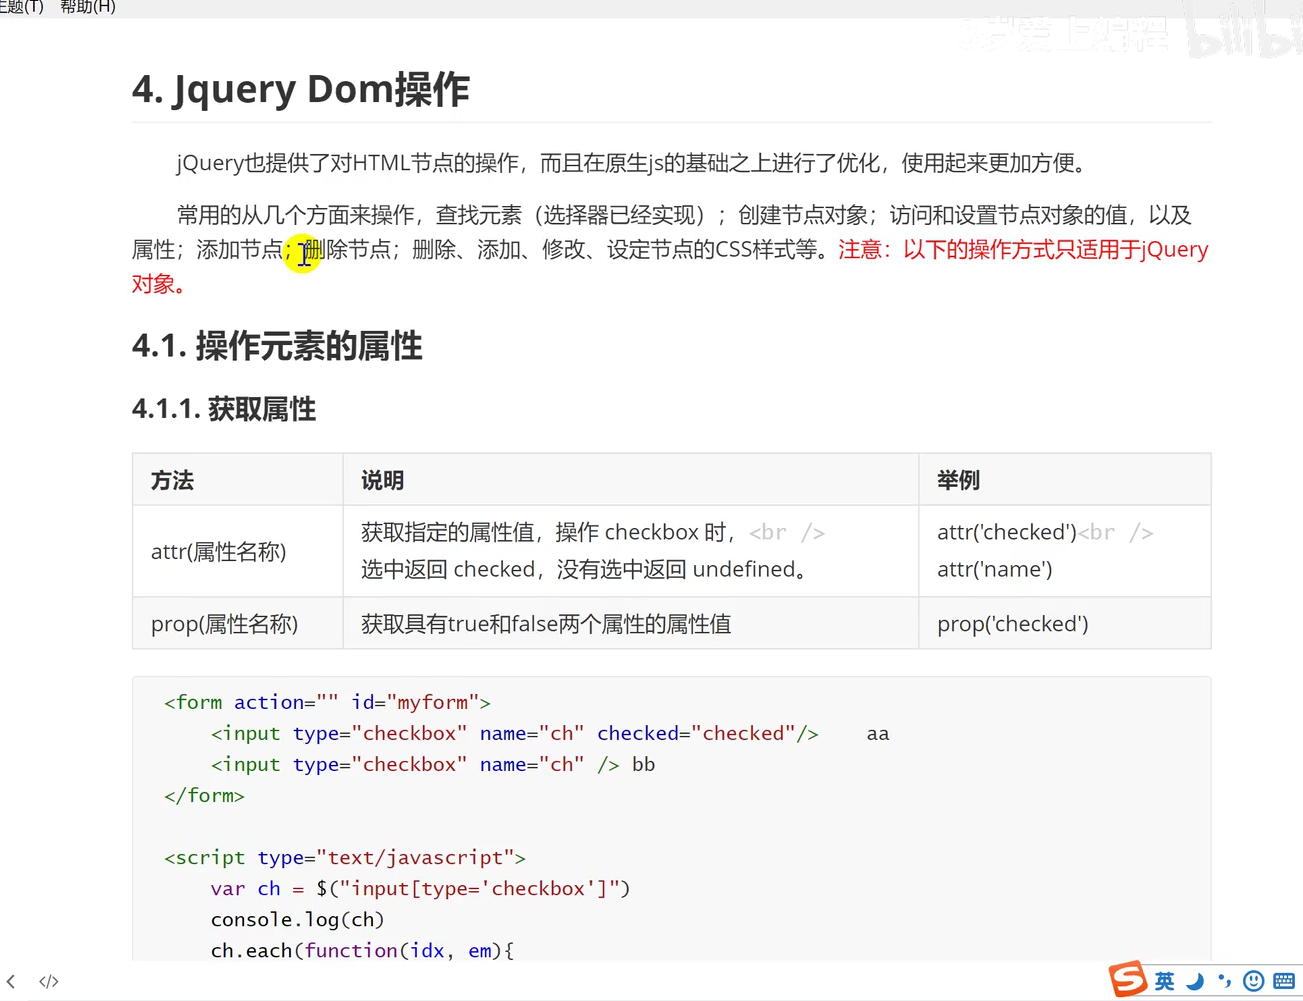 主题(T) 帮助(H)
bilibili
4. Jquery Dom操作
jQuery也提供了对HTML节点的操作，而且在原生js的基础之上进行了优化，使用起来更加方便。
常用的从几个方面来操作，查找元素（选择器已经实现）；创建节点对象；访问和设置节点对象的值，以及
属性；添加节点；删除节点；删除、添加、修改、设定节点的CSS样式等。注意：以下的操作方式只适用于jQuery
对象。
4.1. 操作元素的属性
4.1.1. 获取属性
方法 说明 举例
获取指定的属性值，操作 checkbox 时，<br /> attr('checked')<br />
attr(属性名称)
选中返回 checked，没有选中返回 undefined。 attr('name')
prop(属性名称) 获取具有true和false两个属性的属性值 prop('checked')
<form action="" id="myform">
<input type="checkbox" name="ch" checked="checked"/> aa
<input type="checkbox" name="ch" /> bb
</form>
<script type="text/javascript">
var ch = $("input[type='checkbox']")
console.log(ch)
ch.each(function(idx, em){
</> 
英